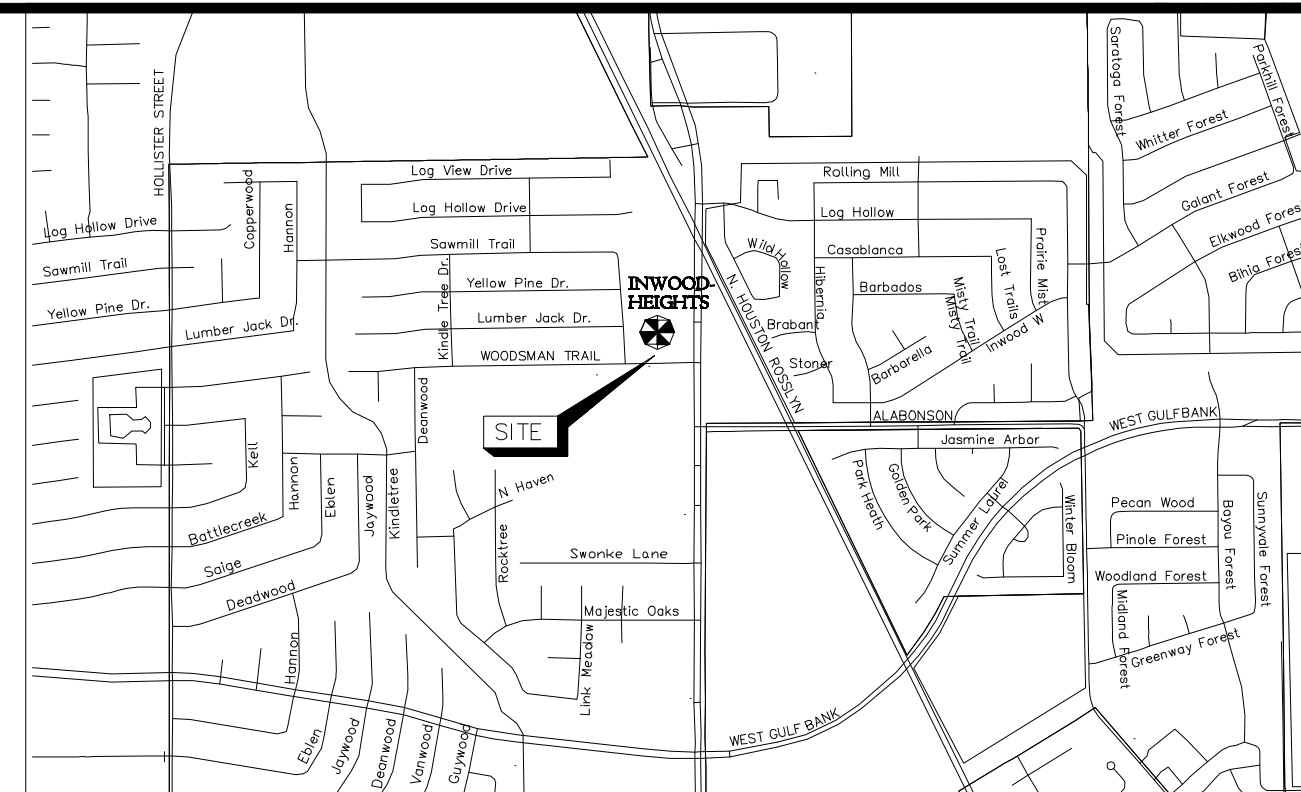 HOLLISTER STREET
Saratoga Forest
Parkhill Forest
Whitter Forest
Galant Forest
Elkwood Fores
Bihia Fores
Log View Drive
Log Hollow Drive
Sawmill Trail
Yellow Pine Dr.
Lumber Jack Dr.
WOODSMAN TRAIL
Kindle Tree Dr.
Copperwood
Hannon
Log Hollow Drive
Sawmill Trail
Yellow Pine Dr.
Lumber Jack Dr.
INWOOD-
HEIGHTS
SITE
N. HOUSTON ROSSLYN
Rolling Mill
Log Hollow
Casablanca
Barbados
Wild Hollow
Hibernia
Brabant
Stoner
Barbarella
Misty Trail
Misty Trail
Lost Trails
Prairie Mist
Inwood W
ALABONSON
WEST GULFBANK
Jasmine Arbor
Park Heath
Golden Park
Summer Laurel
Winter Bloom
Pecan Wood
Pinole Forest
Woodland Forest
Midland Forest
Greenway Forest
Bayou Forest
Sunnyvale Forest
Deanwood
Kell
Hannon
Eblen
Jaywood
Kindletree
Battlecreek
Saige
Deadwood
Hannon
N Haven
Rocktree
Swonke Lane
Majestic Oaks
Link Meadow
Eblen
Jaywood
Deanwood
Vanwood
Guywood
WEST GULF BANK